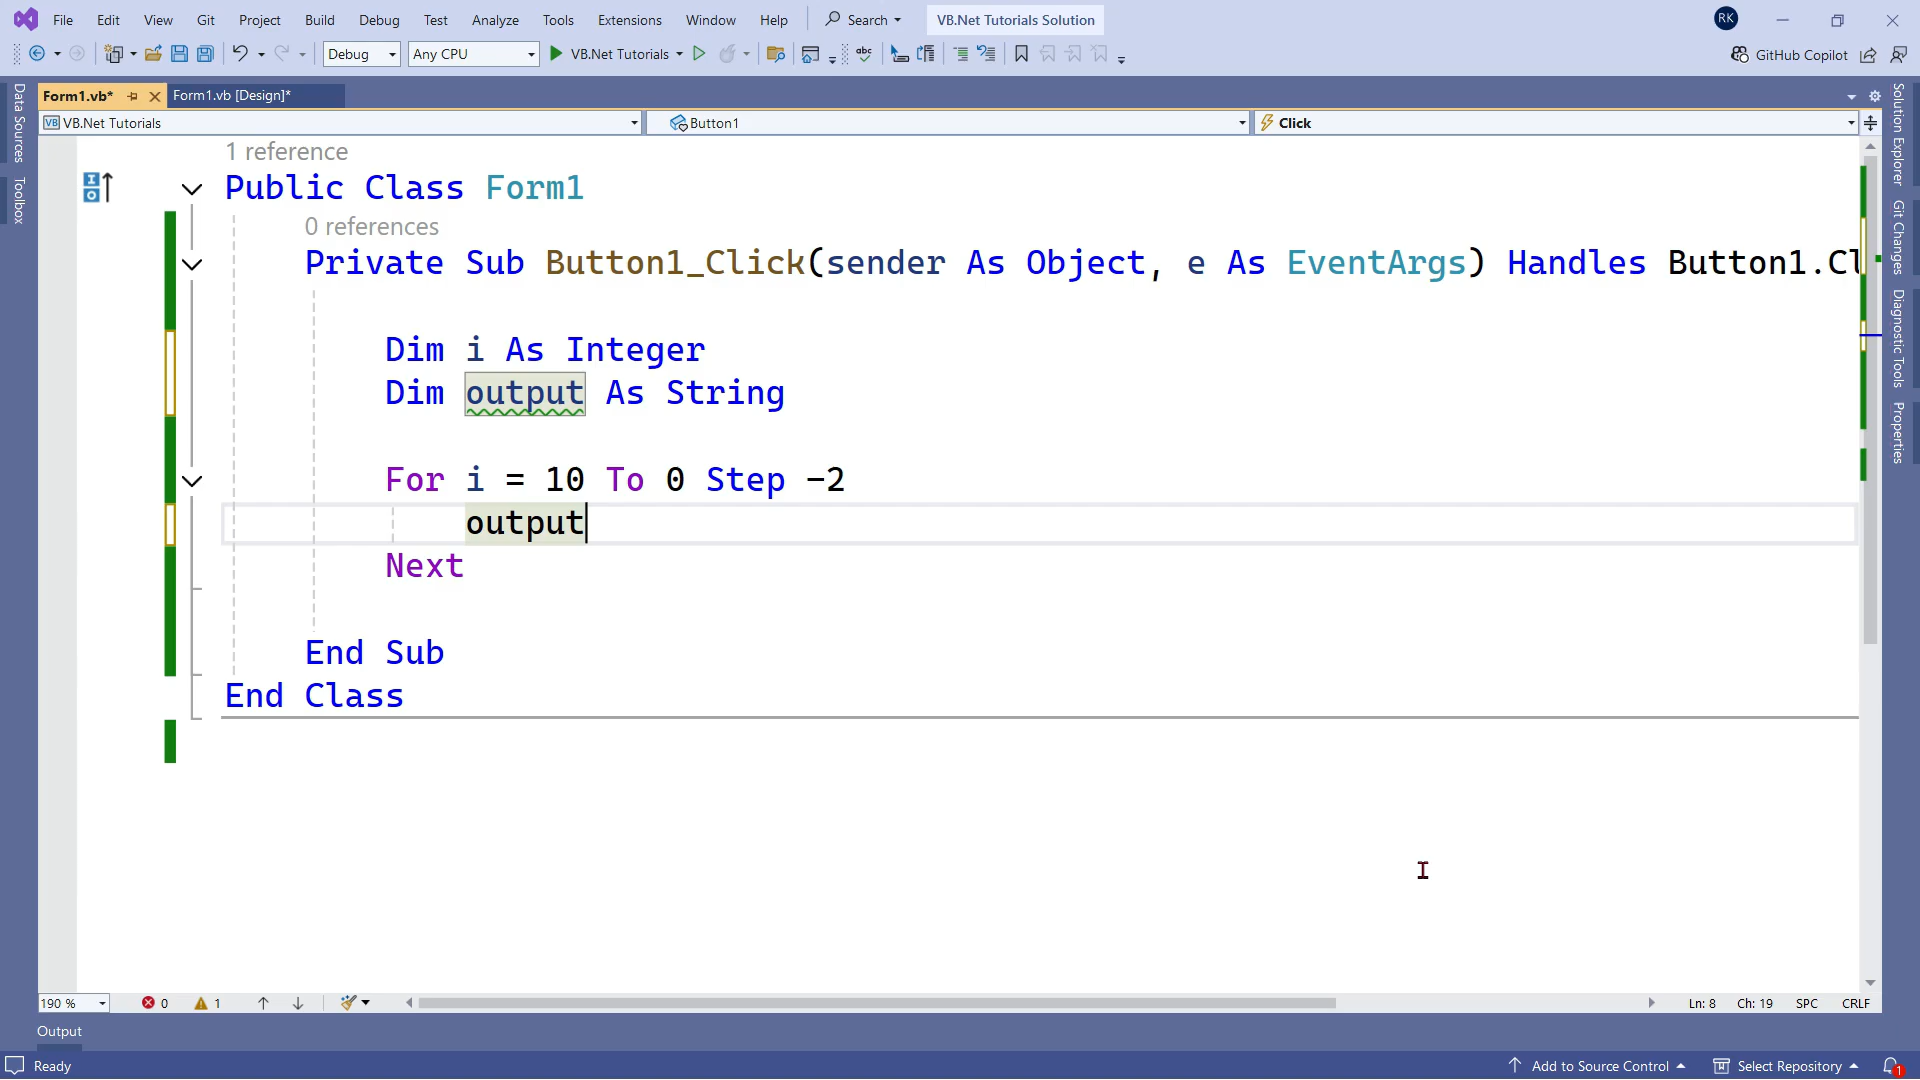 File Edit View Git Project Build Debug Test Analyze Tools Extensions Window Help Search VB.Net Tutorials Solution RK
Debug Any CPU VB.Net Tutorials abc GitHub Copilot
Form1.vb* Form1.vb [Design]*
VB VB.Net Tutorials Button1 Click
Data Sources
Toolbox
1 reference
Public Class Form1
0 references
Private Sub Button1_Click(sender As Object, e As EventArgs) Handles Button1.Cl
Dim i As Integer
Dim output As String
For i = 10 To 0 Step -2
output
Next
End Sub
End Class
Solution Explorer
Git Changes
Diagnostic Tools
Properties
190 % 0 1 Ln: 8 Ch: 19 SPC CRLF
Output
Ready Add to Source Control Select Repository 1